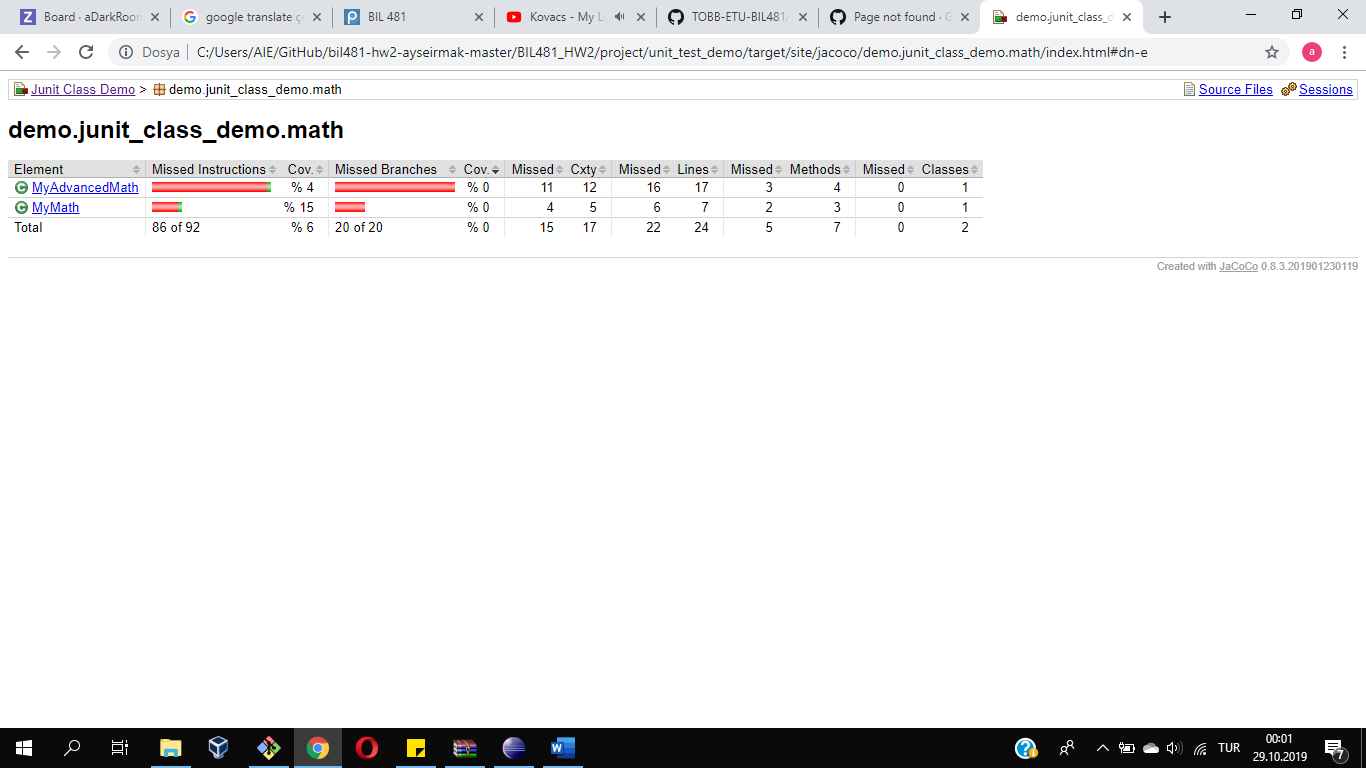 Board · aDarkRoom
google translate ç
BIL 481
Kovacs - My L
TOBB-ETU-BIL481/
Page not found · G
demo.junit_class_d
Dosya
C:/Users/AIE/GitHub/bil481-hw2-ayseirmak-master/BIL481_HW2/project/unit_test_demo/target/site/jacoco/demo.junit_class_demo.math/index.html#dn-e
a
Junit Class Demo > demo.junit_class_demo.math Source Files Sessions
demo.junit_class_demo.math
Element Missed Instructions Cov. Missed Branches Cov. Missed Cxty Missed Lines Missed Methods Missed Classes
C MyAdvancedMath % 4 % 0 11 12 16 17 3 4 0 1
C MyMath % 15 % 0 4 5 6 7 2 3 0 1
Total 86 of 92 % 6 20 of 20 % 0 15 17 22 24 5 7 0 2
Created with JaCoCo 0.8.3.201901230119
TUR
00:01
29.10.2019
7